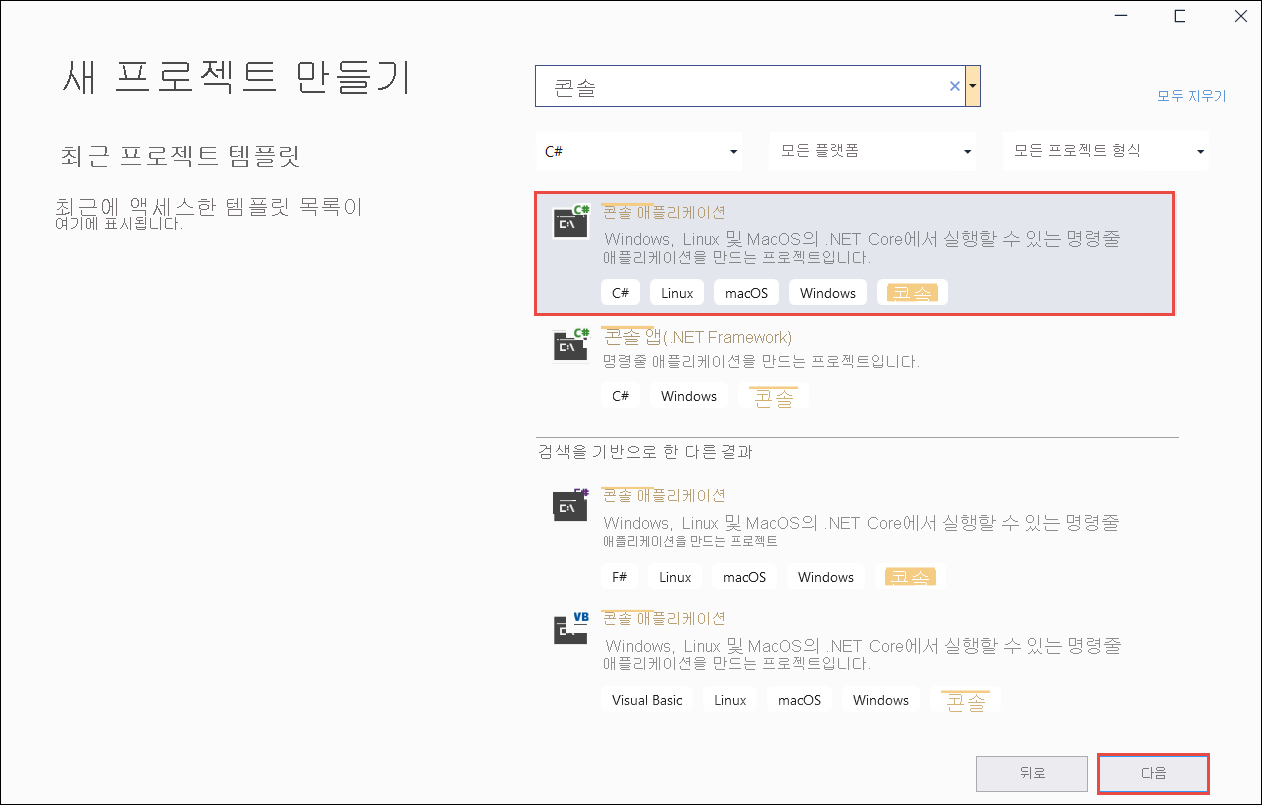 새 프로젝트 만들기
콘솔
모두 지우기
최근 프로젝트 템플릿
최근에 액세스한 템플릿 목록이
여기에 표시됩니다.
C#
모든 플랫폼
모든 프로젝트 형식
C#
콘솔 애플리케이션
Windows, Linux 및 MacOS의 .NET Core에서 실행할 수 있는 명령줄
애플리케이션을 만드는 프로젝트입니다.
C# Linux macOS Windows 콘솔
C#
콘솔 앱(.NET Framework)
명령줄 애플리케이션을 만드는 프로젝트입니다.
C# Windows 콘솔
검색을 기반으로 한 다른 결과
F#
콘솔 애플리케이션
Windows, Linux 및 MacOS의 .NET Core에서 실행할 수 있는 명령줄
애플리케이션을 만드는 프로젝트
F# Linux macOS Windows 콘솔
VB
콘솔 애플리케이션
Windows, Linux 및 MacOS의 .NET Core에서 실행할 수 있는 명령줄
애플리케이션을 만드는 프로젝트입니다.
Visual Basic Linux macOS Windows 콘솔
뒤로
다음